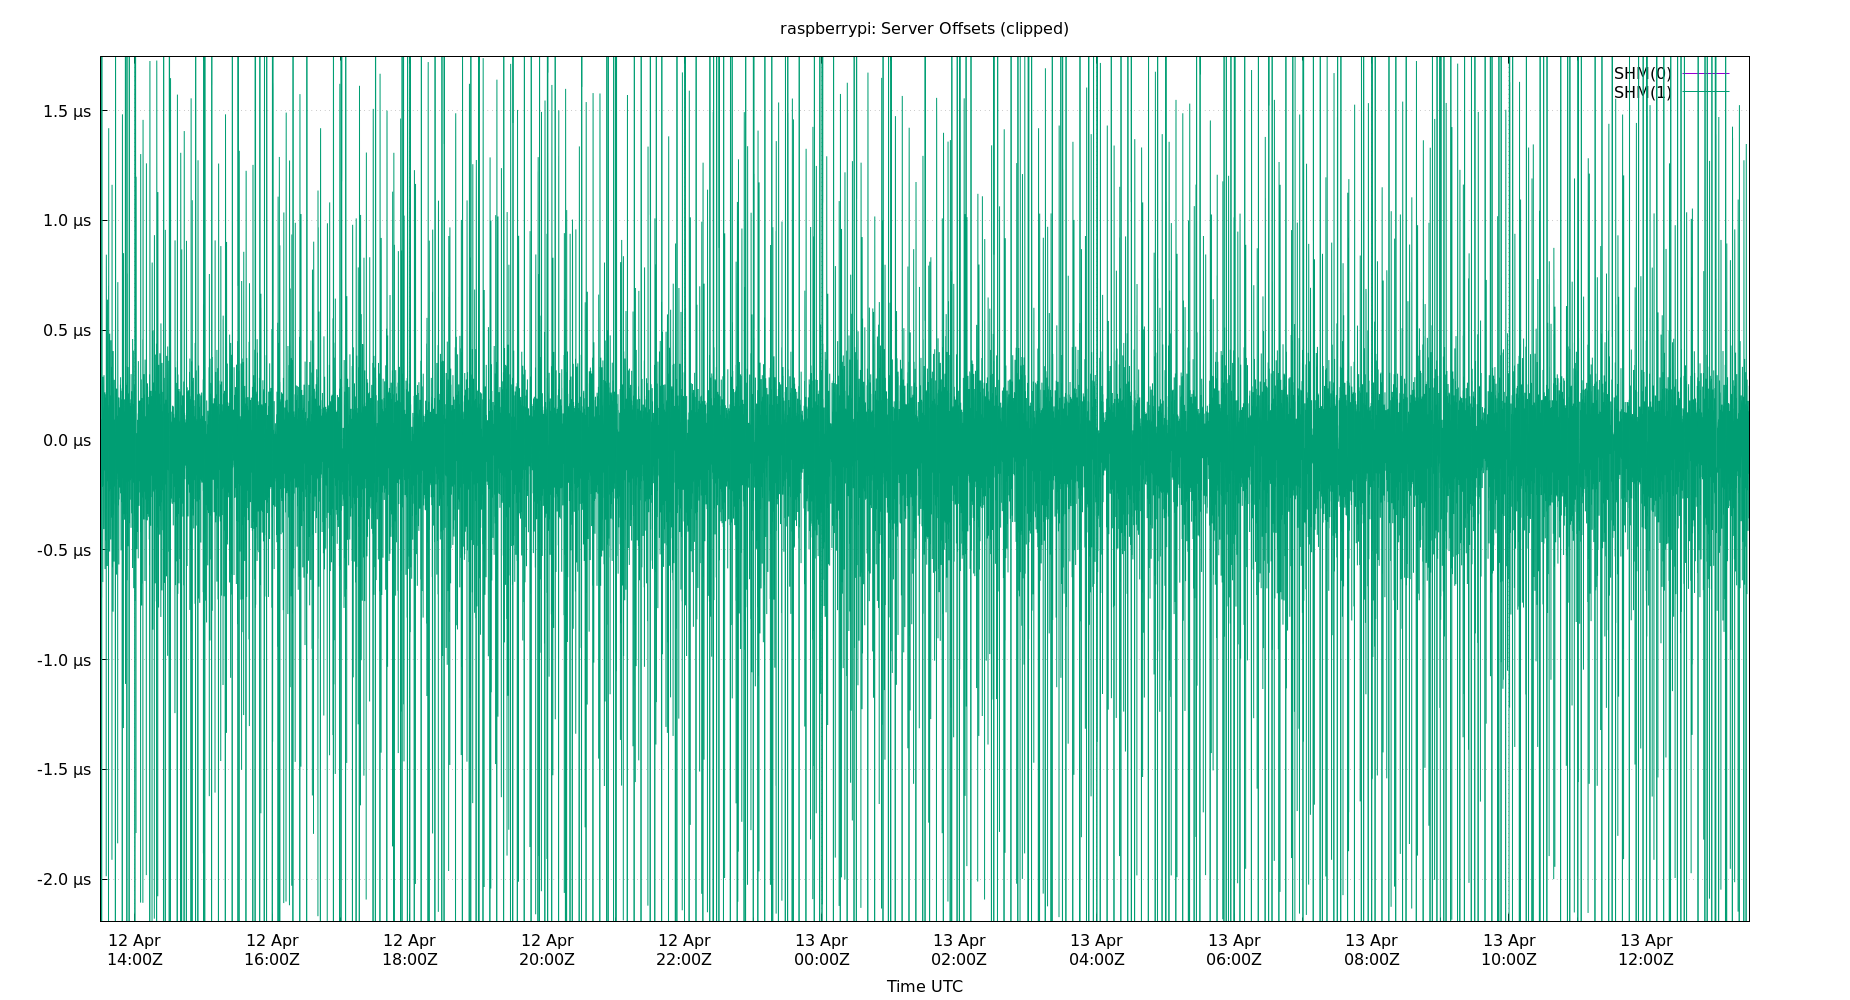 raspberrypi: Server Offsets (clipped)
SHM(0)
SHM(1)
1.5 µs
1.0 µs
0.5 µs
0.0 µs
-0.5 µs
-1.0 µs
-1.5 µs
-2.0 µs
12 Apr 12 Apr 12 Apr 12 Apr 12 Apr 13 Apr 13 Apr 13 Apr 13 Apr 13 Apr 13 Apr 13 Apr
14:00Z 16:00Z 18:00Z 20:00Z 22:00Z 00:00Z 02:00Z 04:00Z 06:00Z 08:00Z 10:00Z 12:00Z
Time UTC